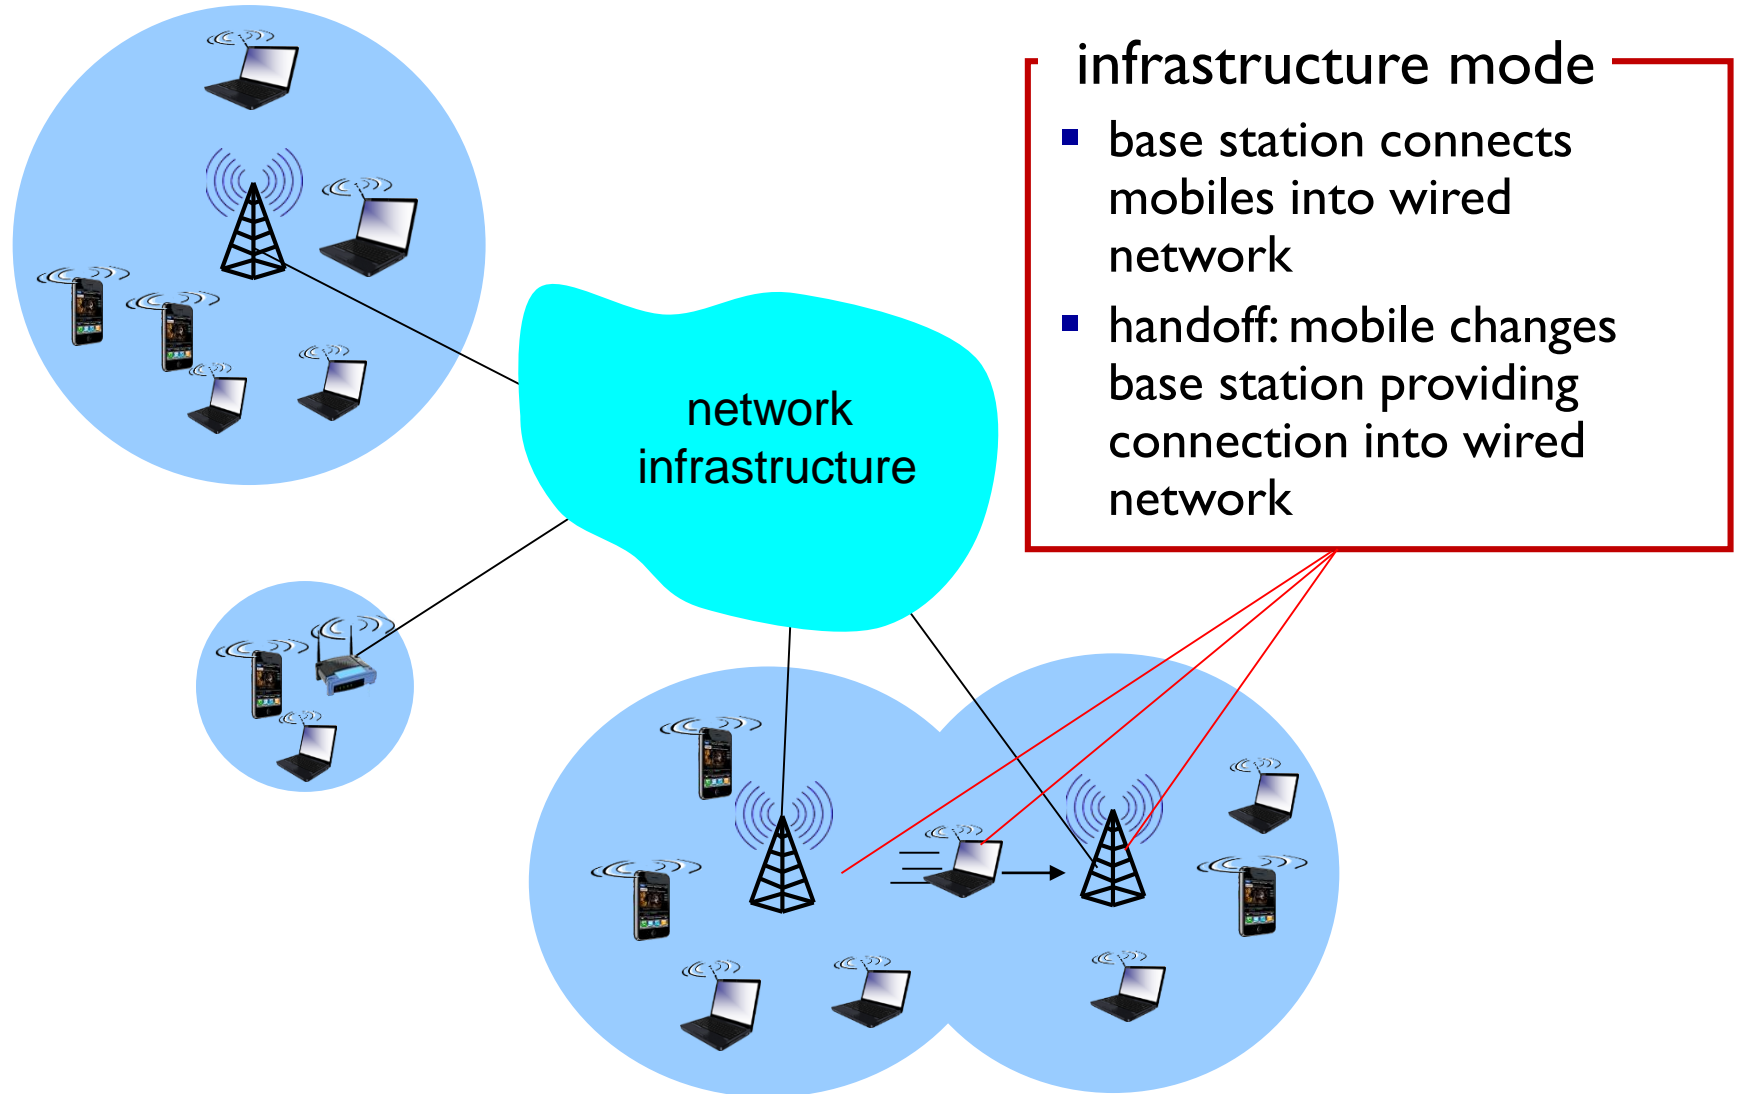 infrastructure mode
base station connects
mobiles into wired
network
handoff: mobile changes
base station providing
connection into wired
network
network
infrastructure